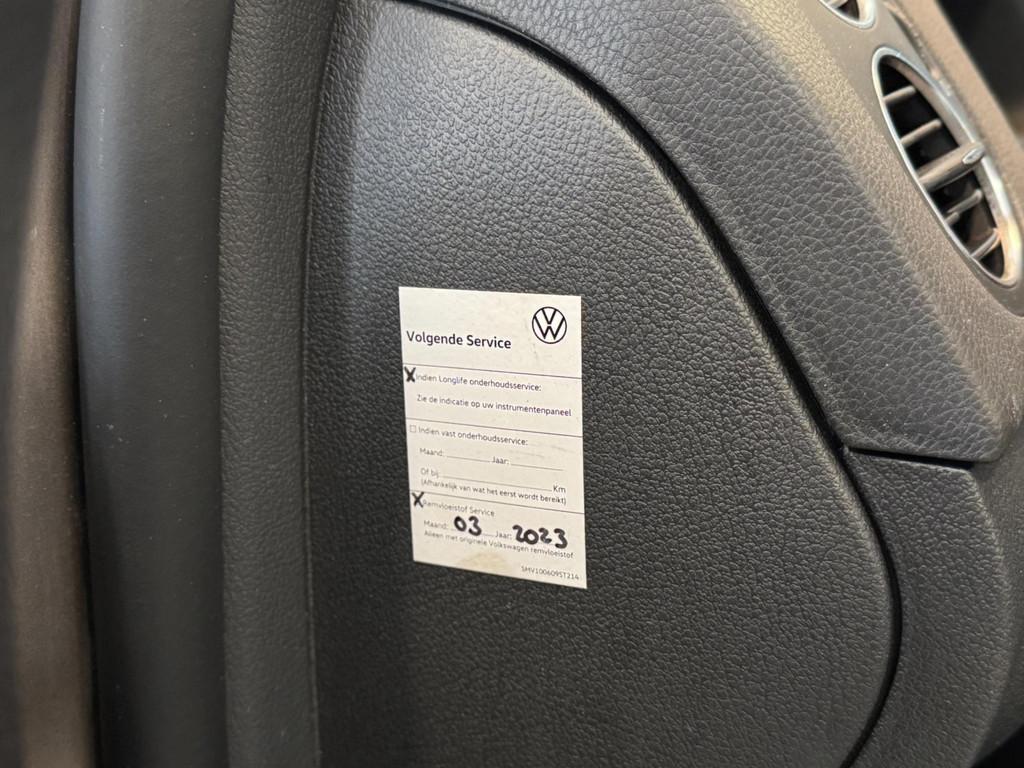 Volgende Service
X Indien Longlife onderhoudsservice:
Zie de indicatie op uw instrumentenpaneel
☐ Indien vast onderhoudsservice:
Maand: Jaar:
Of bij: Km
(Afhankelijk van wat het eerst wordt bereikt)
X Remvloeistof Service
Maand: 03 Jaar: 2023
Alleen met originele Volkswagen remvloeistof
SMV1006095T214